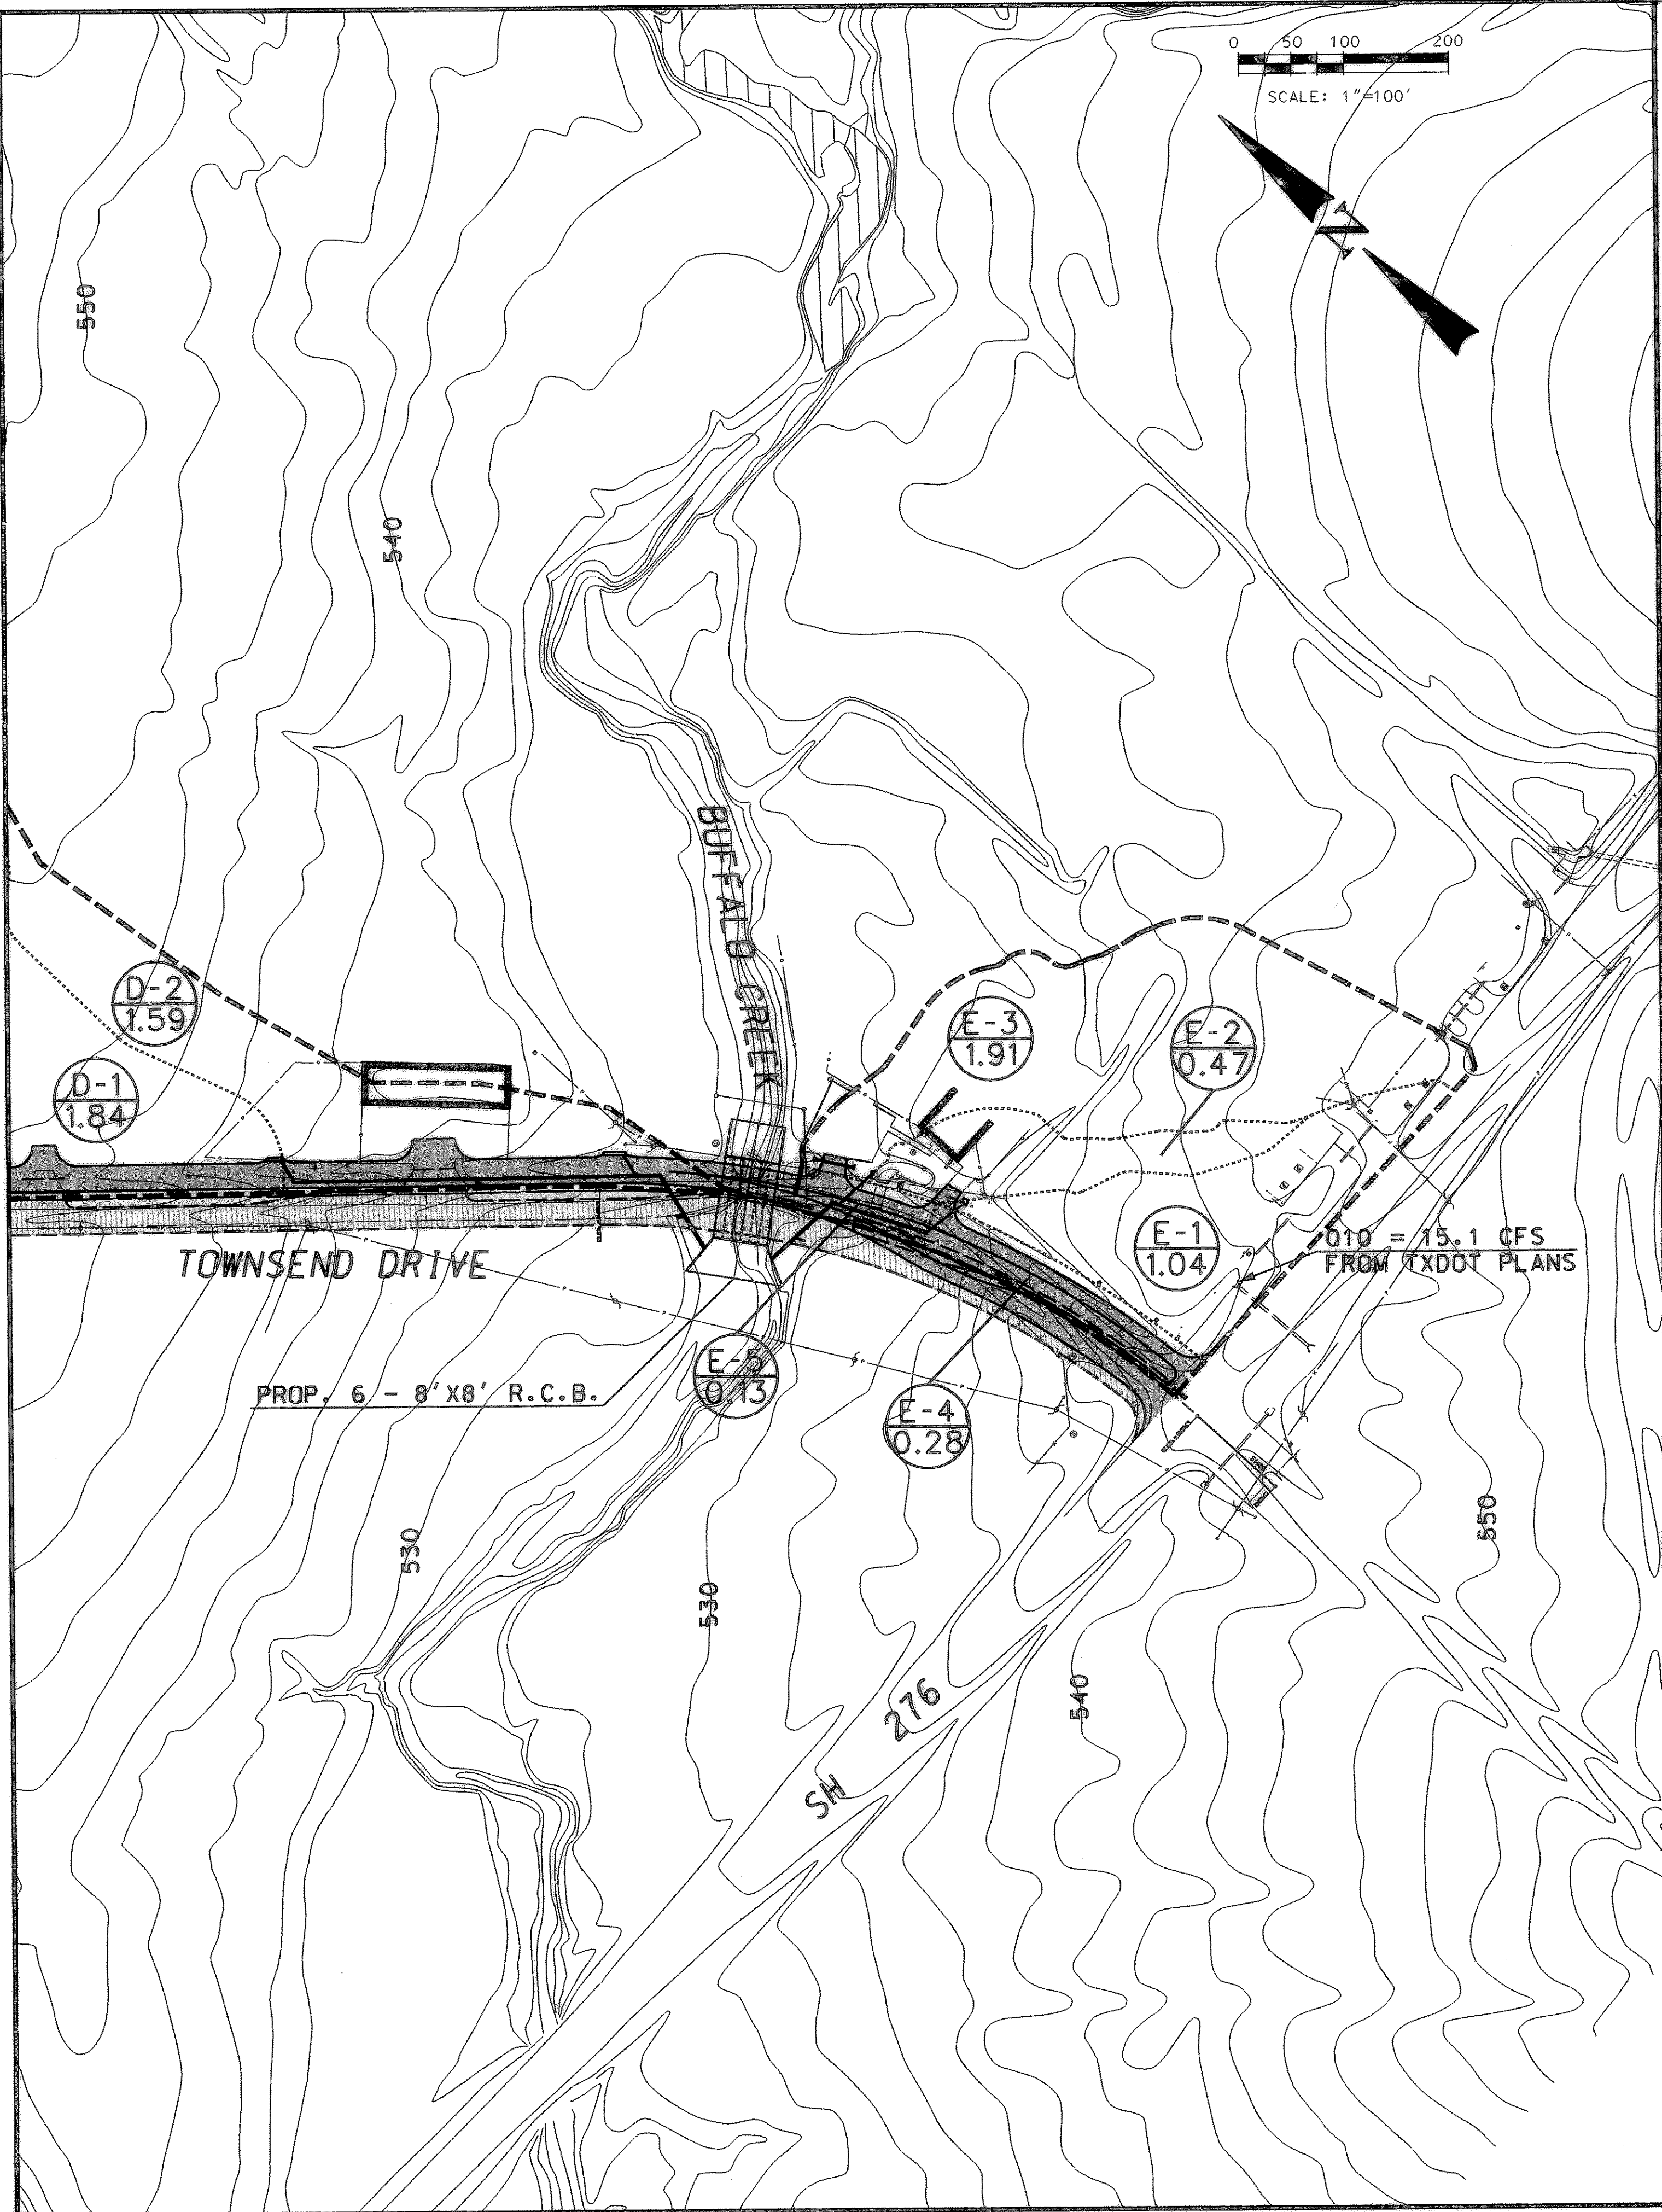 0 50 100 200
SCALE: 1"=100'
N
550
540
BUFFALO CREEK
D-2
1.59
E-3
1.91
E-2
0.47
D-1
1.84
E-1
1.04
Q10 = 15.1 CFS
FROM TXDOT PLANS
TOWNSEND DRIVE
E-5
0.13
PROP. 6 - 8'X8' R.C.B.
E-4
0.28
530
530
550
540
SH 276